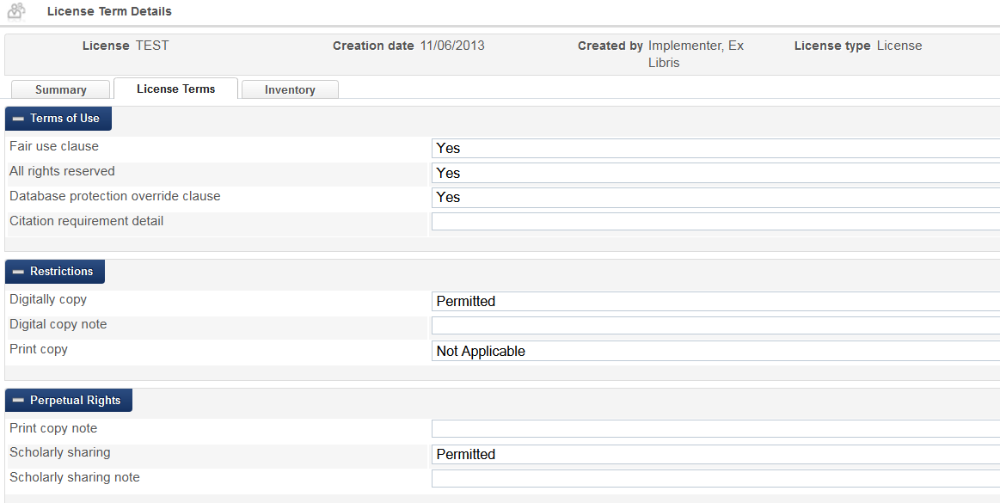 License Term Details
License TEST Creation date 11/06/2013 Created by Implementer, Ex License type License
Libris
Summary License Terms Inventory
Terms of Use
Fair use clause Yes
All rights reserved Yes
Database protection override clause Yes
Citation requirement detail
Restrictions
Digitally copy Permitted
Digital copy note
Print copy Not Applicable
Perpetual Rights
Print copy note
Scholarly sharing Permitted
Scholarly sharing note